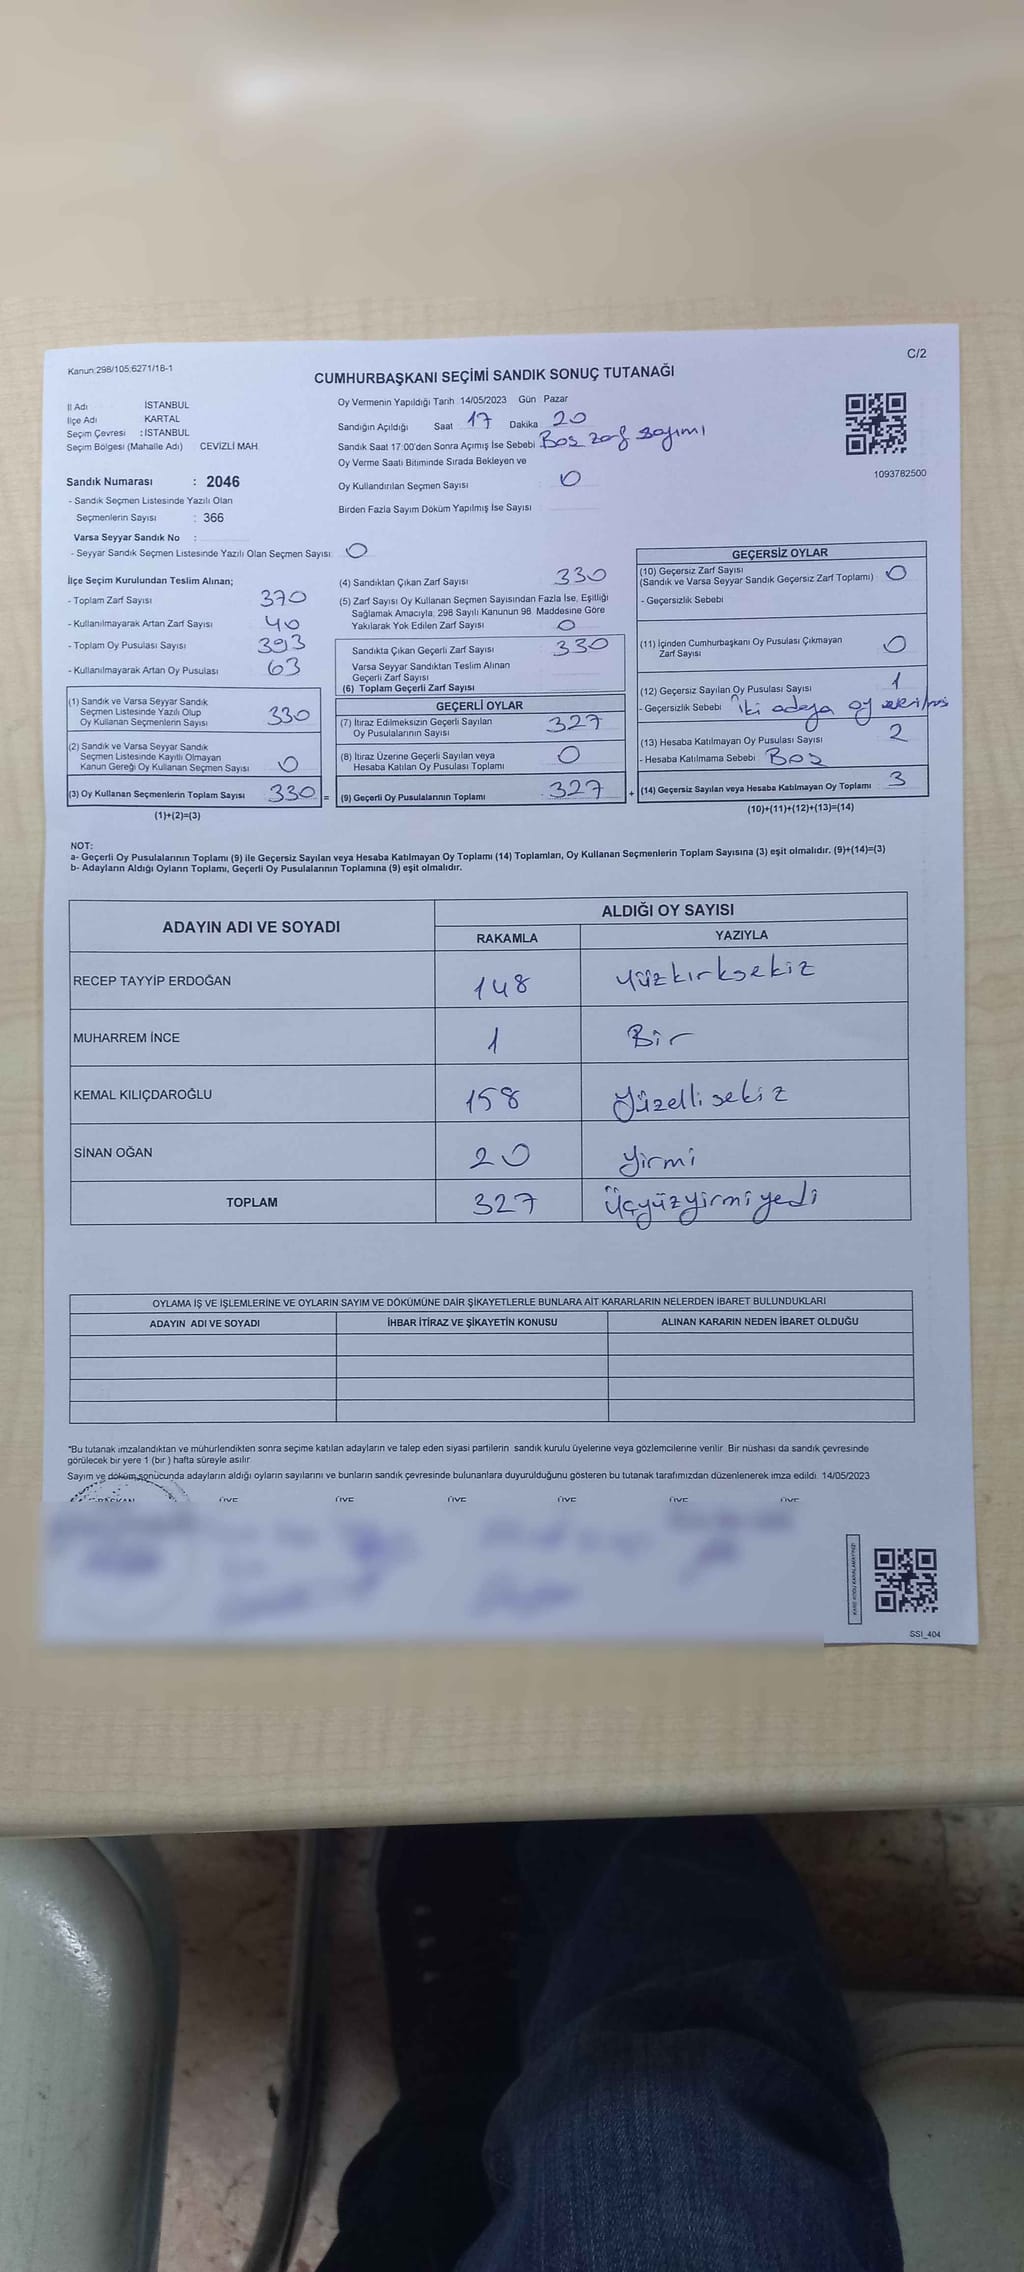 Kanun:298/105:6271/18-1
C/2
CUMHURBAŞKANI SEÇİMİ SANDIK SONUÇ TUTANAĞI
İl Adı İSTANBUL
İlçe Adı KARTAL
Seçim Çevresi : İSTANBUL
Seçim Bölgesi (Mahalle Adı) CEVİZLİ MAH.
Oy Vermenin Yapıldığı Tarih 14/05/2023 Gün Pazar
Sandığın Açıldığı Saat 17 Dakika 20
Sandık Saat 17:00'den Sonra Açımış İse Sebebi Boş zarf sayımı
Oy Verme Saati Bitiminde Sırada Bekleyen ve
Oy Kullandırılan Seçmen Sayısı 0
Birden Fazla Sayım Döküm Yapılmış İse Sayısı
1093782500
Sandık Numarası : 2046
- Sandık Seçmen Listesinde Yazılı Olan
Seçmenlerin Sayısı : 366
Varsa Seyyar Sandık No :
- Seyyar Sandık Seçmen Listesinde Yazılı Olan Seçmen Sayısı: 0
İlçe Seçim Kurulundan Teslim Alınan;
- Toplam Zarf Sayısı 370
- Kullanılmayarak Artan Zarf Sayısı 40
- Toplam Oy Pusulası Sayısı 393
- Kullanılmayarak Artan Oy Pusulası 63
(1) Sandık ve Varsa Seyyar Sandık
Seçmen Listesinde Yazılı Olup
Oy Kullanan Seçmenlerin Sayısı 330
(2) Sandık ve Varsa Seyyar Sandık
Seçmen Listesinde Kayıtlı Olmayan
Kanun Gereği Oy Kullanan Seçmen Sayısı 0
(3) Oy Kullanan Seçmenlerin Toplam Sayısı 330 =
(1)+(2)=(3)
(4) Sandıktan Çıkan Zarf Sayısı 330
(5) Zarf Sayısı Oy Kullanan Seçmen Sayısından Fazla İse, Eşitliği
Sağlamak Amacıyla, 298 Sayılı Kanunun 98. Maddesine Göre
Yakılarak Yok Edilen Zarf Sayısı 0
Sandıkta Çıkan Geçerli Zarf Sayısı 330
Varsa Seyyar Sandıktan Teslim Alınan
Geçerli Zarf Sayısı
(6) Toplam Geçerli Zarf Sayısı
GEÇERLİ OYLAR
(7) İtiraz Edilmeksizin Geçerli Sayılan
Oy Pusulalarının Sayısı 327
(8) İtiraz Üzerine Geçerli Sayılan veya
Hesaba Katılan Oy Pusulası Toplamı 0
(9) Geçerli Oy Pusulalarının Toplamı 327 +
GEÇERSİZ OYLAR
(10) Geçersiz Zarf Sayısı
(Sandık ve Varsa Seyyar Sandık Geçersiz Zarf Toplamı) 0
- Geçersizlik Sebebi
(11) İçinden Cumhurbaşkanı Oy Pusulası Çıkmayan
Zarf Sayısı 0
(12) Geçersiz Sayılan Oy Pusulası Sayısı 1
- Geçersizlik Sebebi İki adaya oy verilmiş
(13) Hesaba Katılmayan Oy Pusulası Sayısı 2
- Hesaba Katılmama Sebebi Boş
(14) Geçersiz Sayılan veya Hesaba Katılmayan Oy Toplamı 3
(10)+(11)+(12)+(13)=(14)
NOT:
a- Geçerli Oy Pusulalarının Toplamı (9) ile Geçersiz Sayılan veya Hesaba Katılmayan Oy Toplamı (14) Toplamları, Oy Kullanan Seçmenlerin Toplam Sayısına (3) eşit olmalıdır. (9)+(14)=(3)
b- Adayların Aldığı Oyların Toplamı, Geçerli Oy Pusulalarının Toplamına (9) eşit olmalıdır.
ADAYIN ADI VE SOYADI ALDIĞI OY SAYISI
RAKAMLA YAZIYLA
RECEP TAYYİP ERDOĞAN 148 Yüzkırksekiz
MUHARREM İNCE 1 Bir
KEMAL KILIÇDAROĞLU 158 Yüzellisekiz
SİNAN OĞAN 20 Yirmi
TOPLAM 327 Üçyüzyirmiyedi
OYLAMA İŞ VE İŞLEMLERİNE VE OYLARIN SAYIM VE DÖKÜMÜNE DAİR ŞİKAYETLERLE BUNLARA AİT KARARLARIN NELERDEN İBARET BULUNDUKLARI
ADAYIN ADI VE SOYADI İHBAR İTİRAZ VE ŞİKAYETİN KONUSU ALINAN KARARIN NEDEN İBARET OLDUĞU
*Bu tutanak imzalandıktan ve mühürlendikten sonra seçime katılan adayların ve talep eden siyasi partilerin sandık kurulu üyelerine veya gözlemcilerine verilir. Bir nüshası da sandık çevresinde
görülecek bir yere 1 (bir) hafta süreyle asılır.
Sayım ve döküm sonucunda adayların aldığı oyların sayılarını ve bunların sandık çevresinde bulunanlara duyurulduğunu gösteren bu tutanak tarafımızdan düzenlenerek imza edildi. 14/05/2023
BAŞKAN ÜYE ÜYE ÜYE ÜYE ÜYE ÜYE
SSI_404